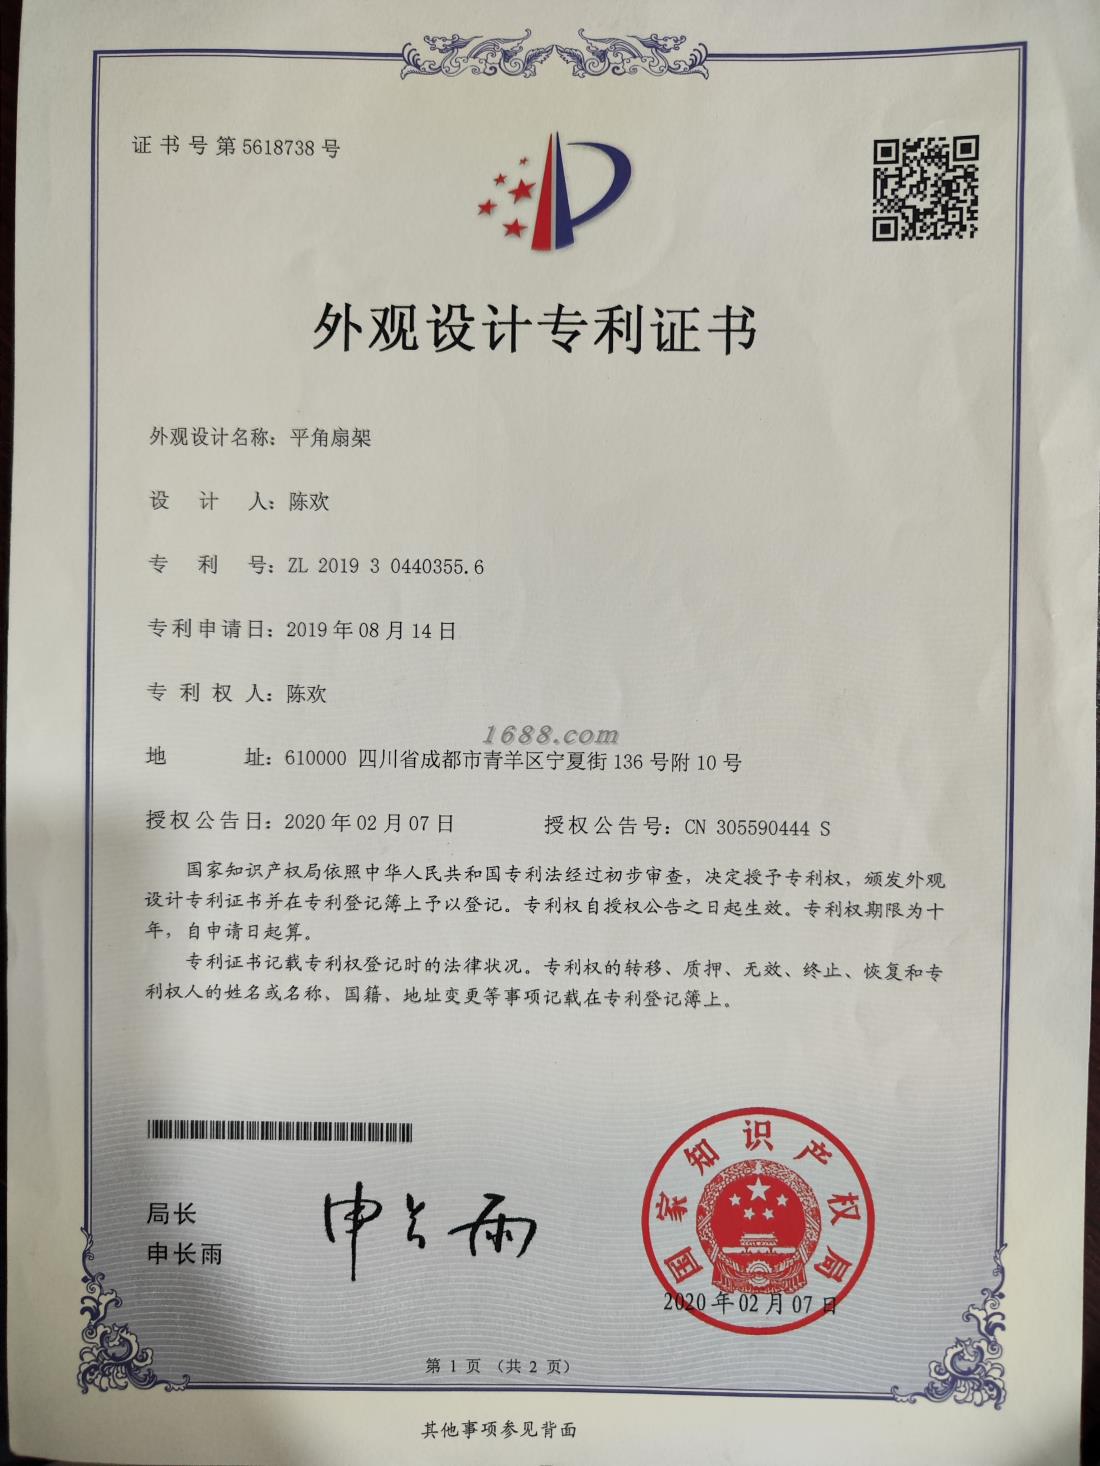 证书号第5618738号
外观设计专利证书
外观设计名称：平角扇架
设计人：陈欢
专利号：ZL 2019 3 0440355.6
专利申请日：2019年08月14日
专利权人：陈欢
1688.com
地址：610000 四川省成都市青羊区宁夏街136号附10号
授权公告日：2020年02月07日 授权公告号：CN 305590444 S
国家知识产权局依照中华人民共和国专利法经过初步审查，决定授予专利权，颁发外观
设计专利证书并在专利登记簿上予以登记。专利权自授权公告之日起生效。专利权期限为十
年，自申请日起算。
专利证书记载专利权登记时的法律状况。专利权的转移、质押、无效、终止、恢复和专
利权人的姓名或名称、国籍、地址变更等事项记载在专利登记簿上。
局长
申长雨
申长雨
国家知识产权局
2020年02月07日
第1页（共2页）
其他事项参见背面